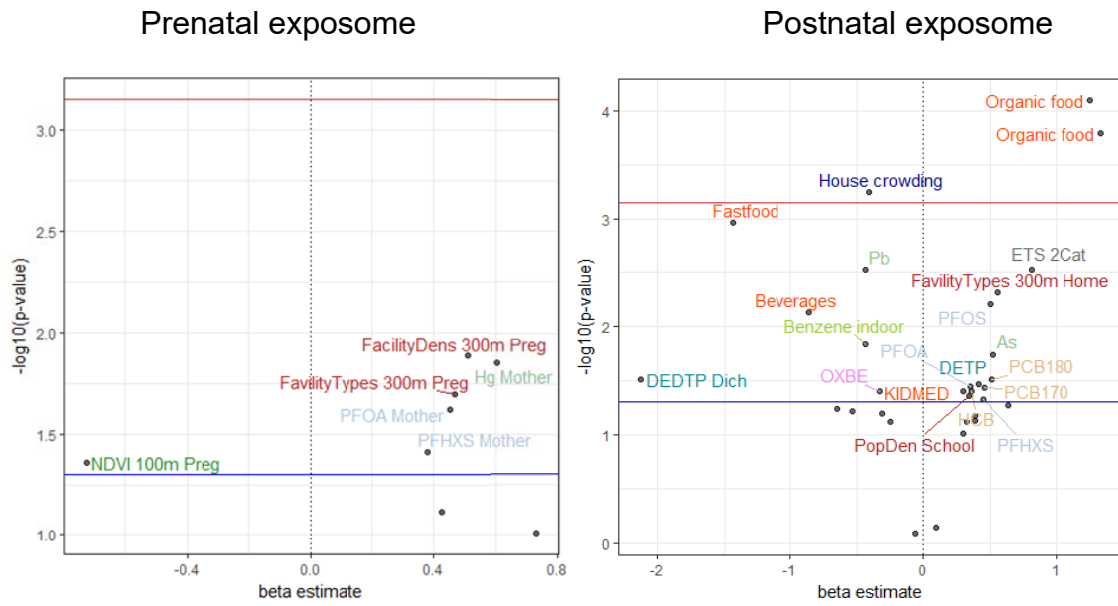 Prenatal exposome
Postnatal exposome
3.0
2.5
2.0
1.5
1.0
-log10(p-value)
FacilityDens 300m Preg
Hg Mother
FavilityTypes 300m Preg
PFOA Mother
PFHXS Mother
NDVI 100m Preg
-0.4
0.0
0.4
0.8
beta estimate
4
3
2
1
0
-log10(p-value)
Organic food
Organic food
House crowding
Fastfood
Pb
ETS 2Cat
FavilityTypes 300m Home
Beverages
PFOS
Benzene indoor
As
PFOA
DETP
PCB180
DEDTP Dich
OXBE
KIDMED
PCB170
HCB
PopDen School
PFHXS
-2
-1
0
1
beta estimate